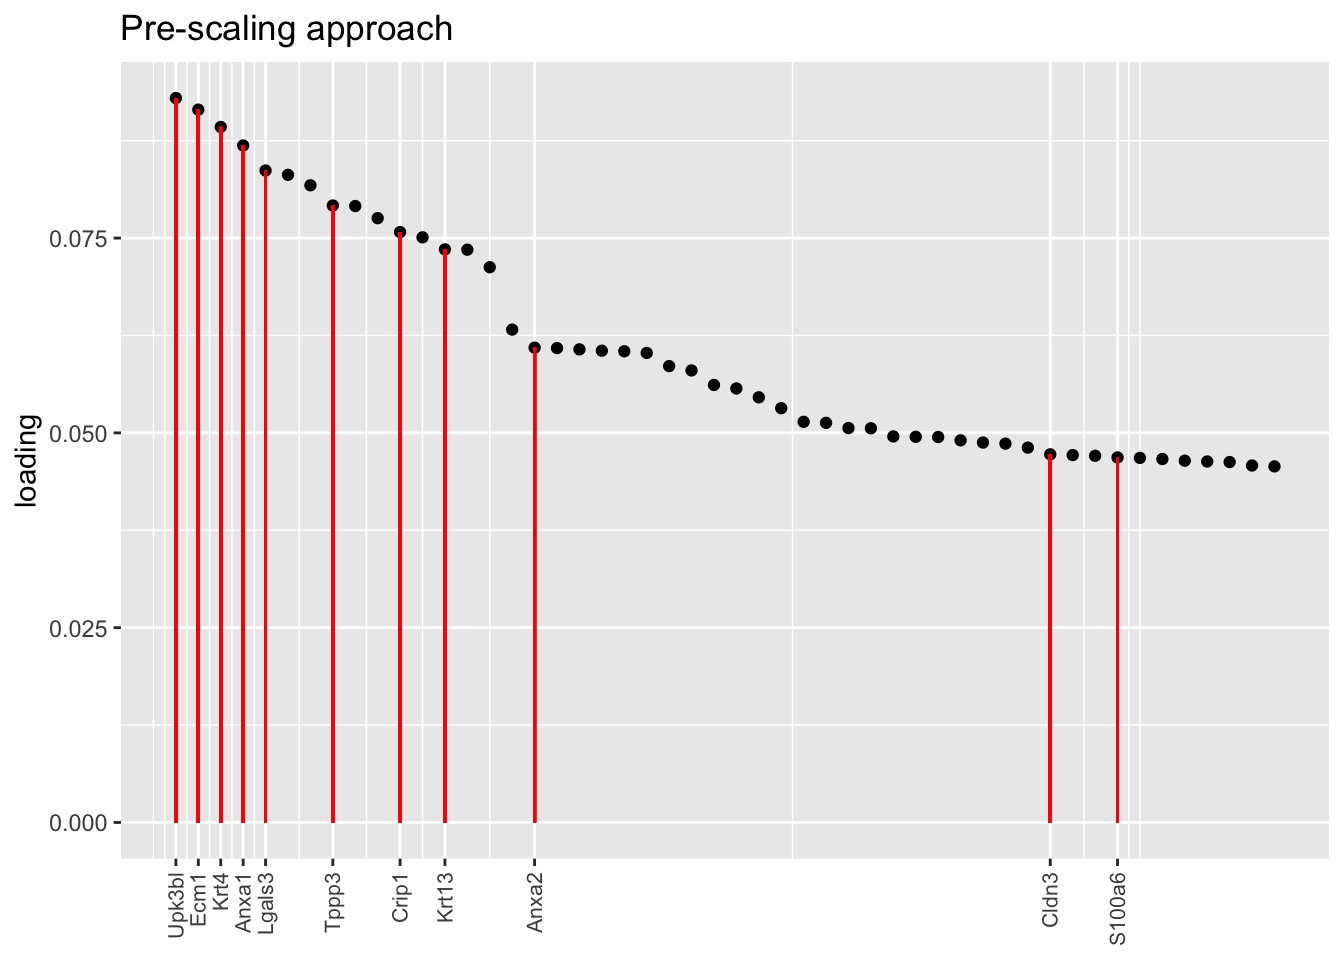 Pre-scaling approach
loading
0.075
0.050
0.025
0.000
Upk3bl
Ecm1
Krt4
Anxa1
Lgals3
Tppp3
Crip1
Krt13
Anxa2
Cldn3
S100a6